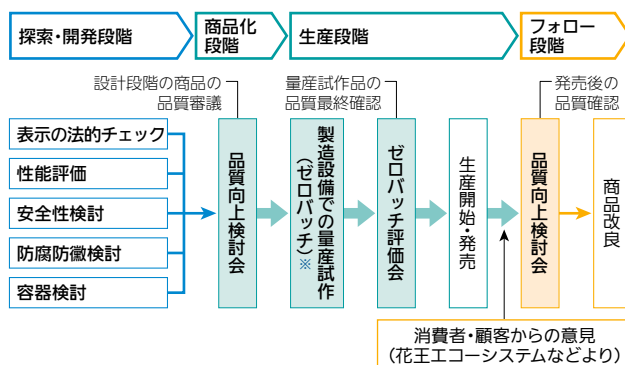 探索・開発段階
商品化
段階
生産段階
フォロー
段階
設計段階の商品の
品質審議
量産試作品の
品質最終確認
発売後の
品質確認
表示の法的チェック
性能評価
安全性検討
防腐防黴検討
容器検討
品質向上検討会
製造設備での量産試作
（ゼロバッチ）※
ゼロバッチ評価会
生産開始・発売
品質向上検討会
商品改良
消費者・顧客からの意見
（花王エコーシステムなどより）